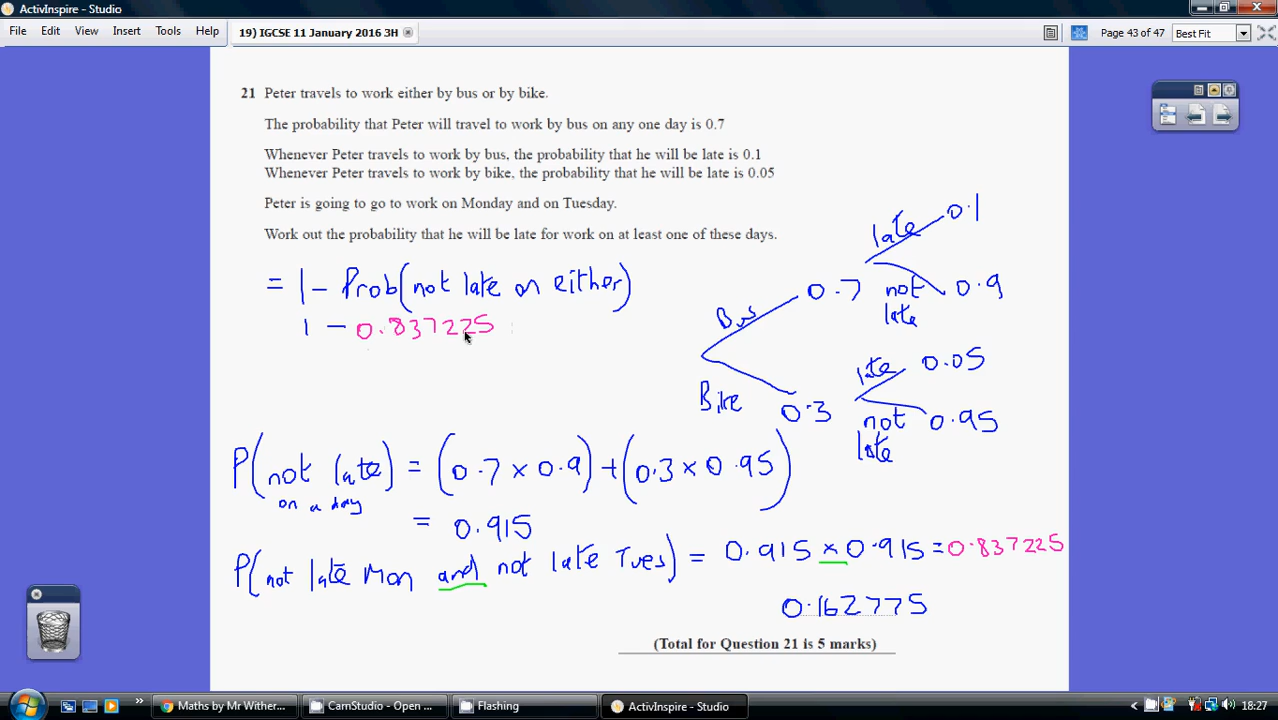 ActivInspire - Studio
File Edit View Insert Tools Help
19) IGCSE 11 January 2016 3H
Page 43 of 47
Best Fit
21 Peter travels to work either by bus or by bike.
The probability that Peter will travel to work by bus on any one day is 0.7
Whenever Peter travels to work by bus, the probability that he will be late is 0.1
Whenever Peter travels to work by bike, the probability that he will be late is 0.05
Peter is going to go to work on Monday and on Tuesday.
Work out the probability that he will be late for work on at least one of these days.
= 1 - Prob(not late on either)
1 - 0.837225
late 0.1
Bus 0.7
not late 0.9
late 0.05
Bike 0.3
not late 0.95
P(not late) = (0.7 × 0.9) + (0.3 × 0.95)
on a day
= 0.915
P(not late Mon and not late Tues) = 0.915 × 0.915 = 0.837225
0.162775
(Total for Question 21 is 5 marks)
Maths by Mr Wither...
CamStudio - Open ...
Flashing
ActivInspire - Studio
18:27